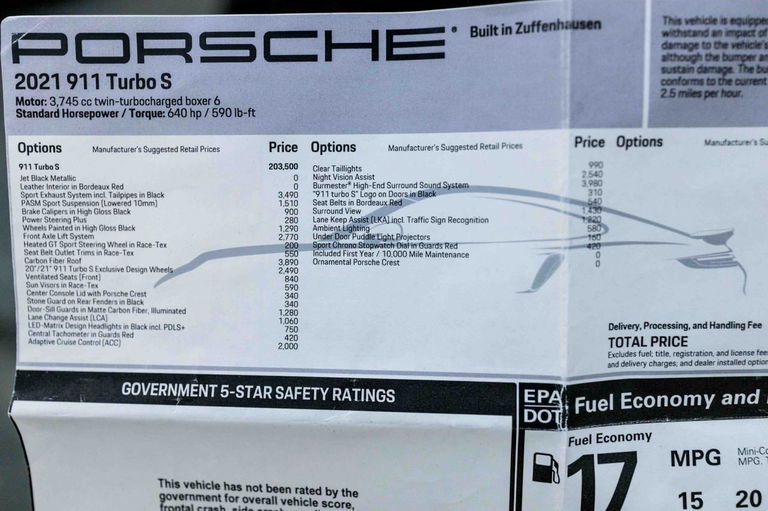 PORSCHE® Built in Zuffenhausen
2021 911 Turbo S
Motor: 3,745 cc twin-turbocharged boxer 6
Standard Horsepower / Torque: 640 hp / 590 lb-ft
This vehicle is equipped
withstand an impact of
damage to the vehicle's
although the bumper an
sustain damage. The bu
conforms to the current
2.5 miles per hour.
Options Manufacturer's Suggested Retail Prices Price
911 Turbo S 203,500
Jet Black Metallic 0
Leather Interior in Bordeaux Red 0
Sport Exhaust System incl. Tailpipes in Black 3,490
PASM Sport Suspension (Lowered 10mm) 1,510
Brake Calipers in High Gloss Black 900
Power Steering Plus 280
Wheels Painted in High Gloss Black 1,290
Front Axle Lift System 2,770
Heated GT Sport Steering Wheel in Race-Tex 200
Seat Belt Outlet Trims in Race-Tex 550
Carbon Fiber Roof 3,890
20"/21" 911 Turbo S Exclusive Design Wheels 2,490
Ventilated Seats (Front) 840
Sun Visors in Race-Tex 590
Center Console Lid with Porsche Crest 340
Stone Guard on Rear Fenders in Black 340
Door-Sill Guards in Matte Carbon Fiber, Illuminated 1,280
Lane Change Assist (LCA) 1,060
LED-Matrix Design Headlights in Black incl. PDLS+ 750
Central Tachometer in Guards Red 420
Adaptive Cruise Control (ACC) 2,000
Options Manufacturer's Suggested Retail Prices Price
Clear Taillights 990
Night Vision Assist 2,540
Burmester® High-End Surround Sound System 3,980
"911 turbo S" Logo on Doors in Black 310
Seat Belts in Bordeaux Red 540
Surround View 1,430
Lane Keep Assist (LKA) incl. Traffic Sign Recognition 1,220
Ambient Lighting 580
Under Door Puddle Light Projectors 160
Sport Chrono Stopwatch Dial in Guards Red 420
Included First Year / 10,000 Mile Maintenance 0
Ornamental Porsche Crest 0
Options Manufacturer's Su
Delivery, Processing, and Handling Fee
TOTAL PRICE
Excludes fuel, title, registration, and license fee
and delivery charges; and dealer installed option
GOVERNMENT 5-STAR SAFETY RATINGS
This vehicle has not been rated by the
government for overall vehicle score,
frontal crash, side
EPA
DOT
Fuel Economy and
Fuel Economy
17 MPG
Mini-Co
MPG. T
15 20